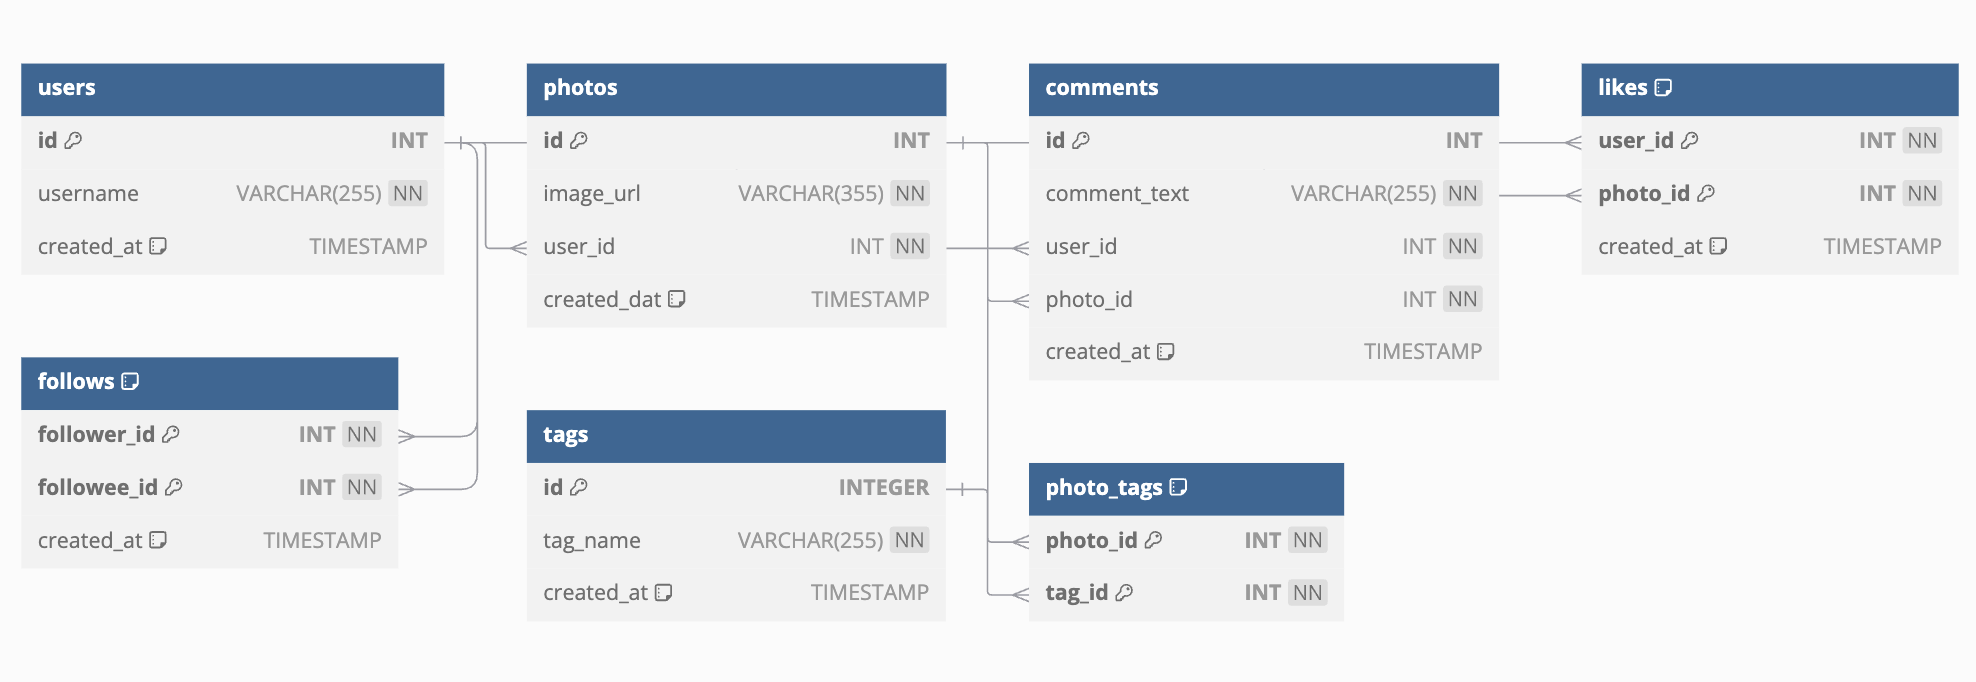 users
id INT
username VARCHAR(255) NN
created_at TIMESTAMP
photos
id INT
image_url VARCHAR(355) NN
user_id INT NN
created_dat TIMESTAMP
comments
id INT
comment_text VARCHAR(255) NN
user_id INT NN
photo_id INT NN
created_at TIMESTAMP
likes
user_id INT NN
photo_id INT NN
created_at TIMESTAMP
follows
follower_id INT NN
followee_id INT NN
created_at TIMESTAMP
tags
id INTEGER
tag_name VARCHAR(255) NN
created_at TIMESTAMP
photo_tags
photo_id INT NN
tag_id INT NN